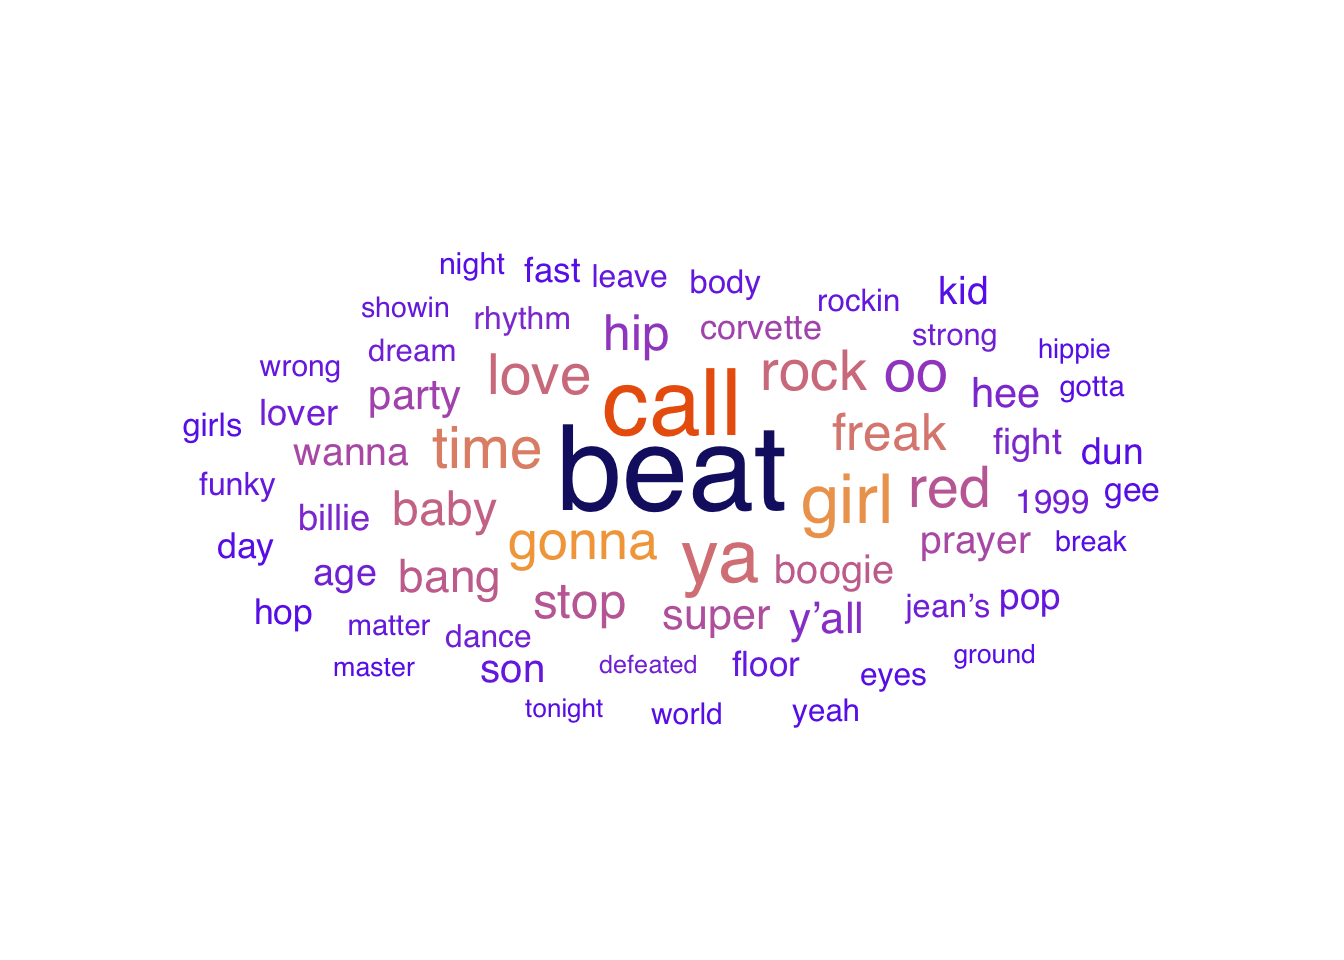 night fast leave body
showin rhythm hip corvette rockin kid
wrong dream love call rock oo strong hippie
girls lover party time beat freak hee gotta
funky wanna baby gonna girl red fight dun
day billie bang ya boogie prayer 1999 gee
hop age stop super y’all jean’s pop break
matter dance son defeated floor eyes ground
master tonight world yeah